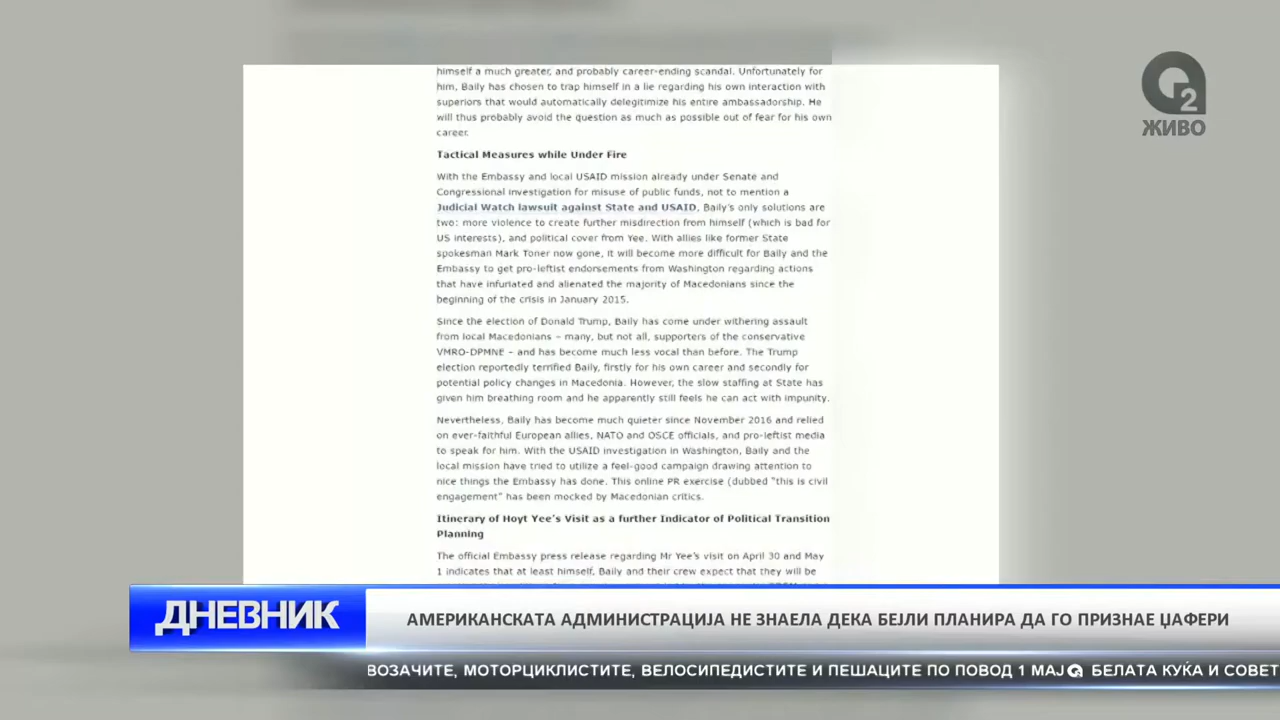 himself a much greater, and probably career-ending scandal. Unfortunately for
him, Baily has chosen to trap himself in a lie regarding his own interaction with
superiors that would automatically delegitimize his entire ambassadorship. He
will thus probably avoid the question as much as possible out of fear for his own
career.
Tactical Measures while Under Fire
With the Embassy and local USAID mission already under Senate and
Congressional investigation for misuse of public funds, not to mention a
Judicial Watch lawsuit against State and USAID, Baily's only solutions are
two: more violence to create further misdirection from himself (which is bad for
US interests), and political cover from Yee. With allies like former State
spokesman Mark Toner now gone, it will become more difficult for Baily and the
Embassy to get pro-leftist endorsements from Washington regarding actions
that have infuriated and alienated the majority of Macedonians since the
beginning of the crisis in January 2015.
Since the election of Donald Trump, Baily has come under withering assault
from local Macedonians – many, but not all, supporters of the conservative
VMRO-DPMNE – and has become much less vocal than before. The Trump
election reportedly terrified Baily, firstly for his own career and secondly for
potential policy changes in Macedonia. However, the slow staffing at State has
given him breathing room and he apparently still feels he can act with impunity.
Nevertheless, Baily has become much quieter since November 2016 and relied
on ever-faithful European allies, NATO and OSCE officials, and pro-leftist media
to speak for him. With the USAID investigation in Washington, Baily and the
local mission have tried to utilize a feel-good campaign drawing attention to
nice things the Embassy has done. This online PR exercise (dubbed "this is civil
engagement" has been mocked by Macedonian critics.
Itinerary of Hoyt Yee's Visit as a further Indicator of Political Transition
Planning
The official Embassy press release regarding Mr Yee's visit on April 30 and May
1 indicates that at least himself, Baily and their crew expect that they will be
2
ЖИВО
ДНЕВНИК
АМЕРИКАНСКАТА АДМИНИСТРАЦИЈА НЕ ЗНАЕЛА ДЕКА БЕЈЛИ ПЛАНИРА ДА ГО ПРИЗНАЕ ЏАФЕРИ
ВОЗАЧИТЕ, МОТОРЦИКЛИСТИТЕ, ВЕЛОСИПЕДИСТИТЕ И ПЕШАЦИТЕ ПО ПОВОД 1 МАЈ БЕЛАТА КУЌА И СОВЕТ